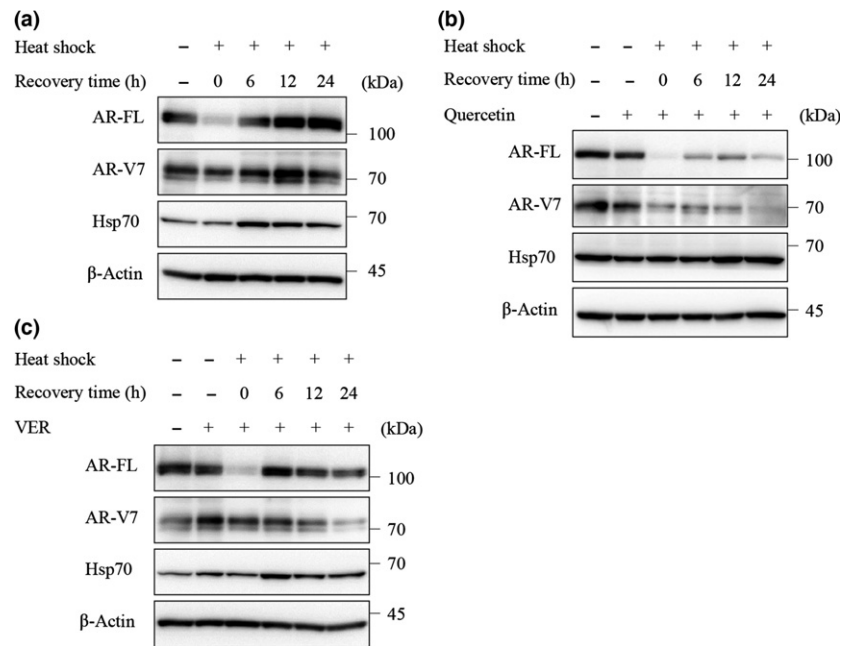 (a)
Heat shock – + + + +
Recovery time (h) – 0 6 12 24 (kDa)
AR-FL 100
AR-V7 70
Hsp70 70
β-Actin 45
(b)
Heat shock – – + + + +
Recovery time (h) – – 0 6 12 24
Quercetin – + + + + + (kDa)
AR-FL 100
AR-V7 70
Hsp70 70
β-Actin 45
(c)
Heat shock – – + + + +
Recovery time (h) – – 0 6 12 24
VER – + + + + + (kDa)
AR-FL 100
AR-V7 70
Hsp70 70
β-Actin 45